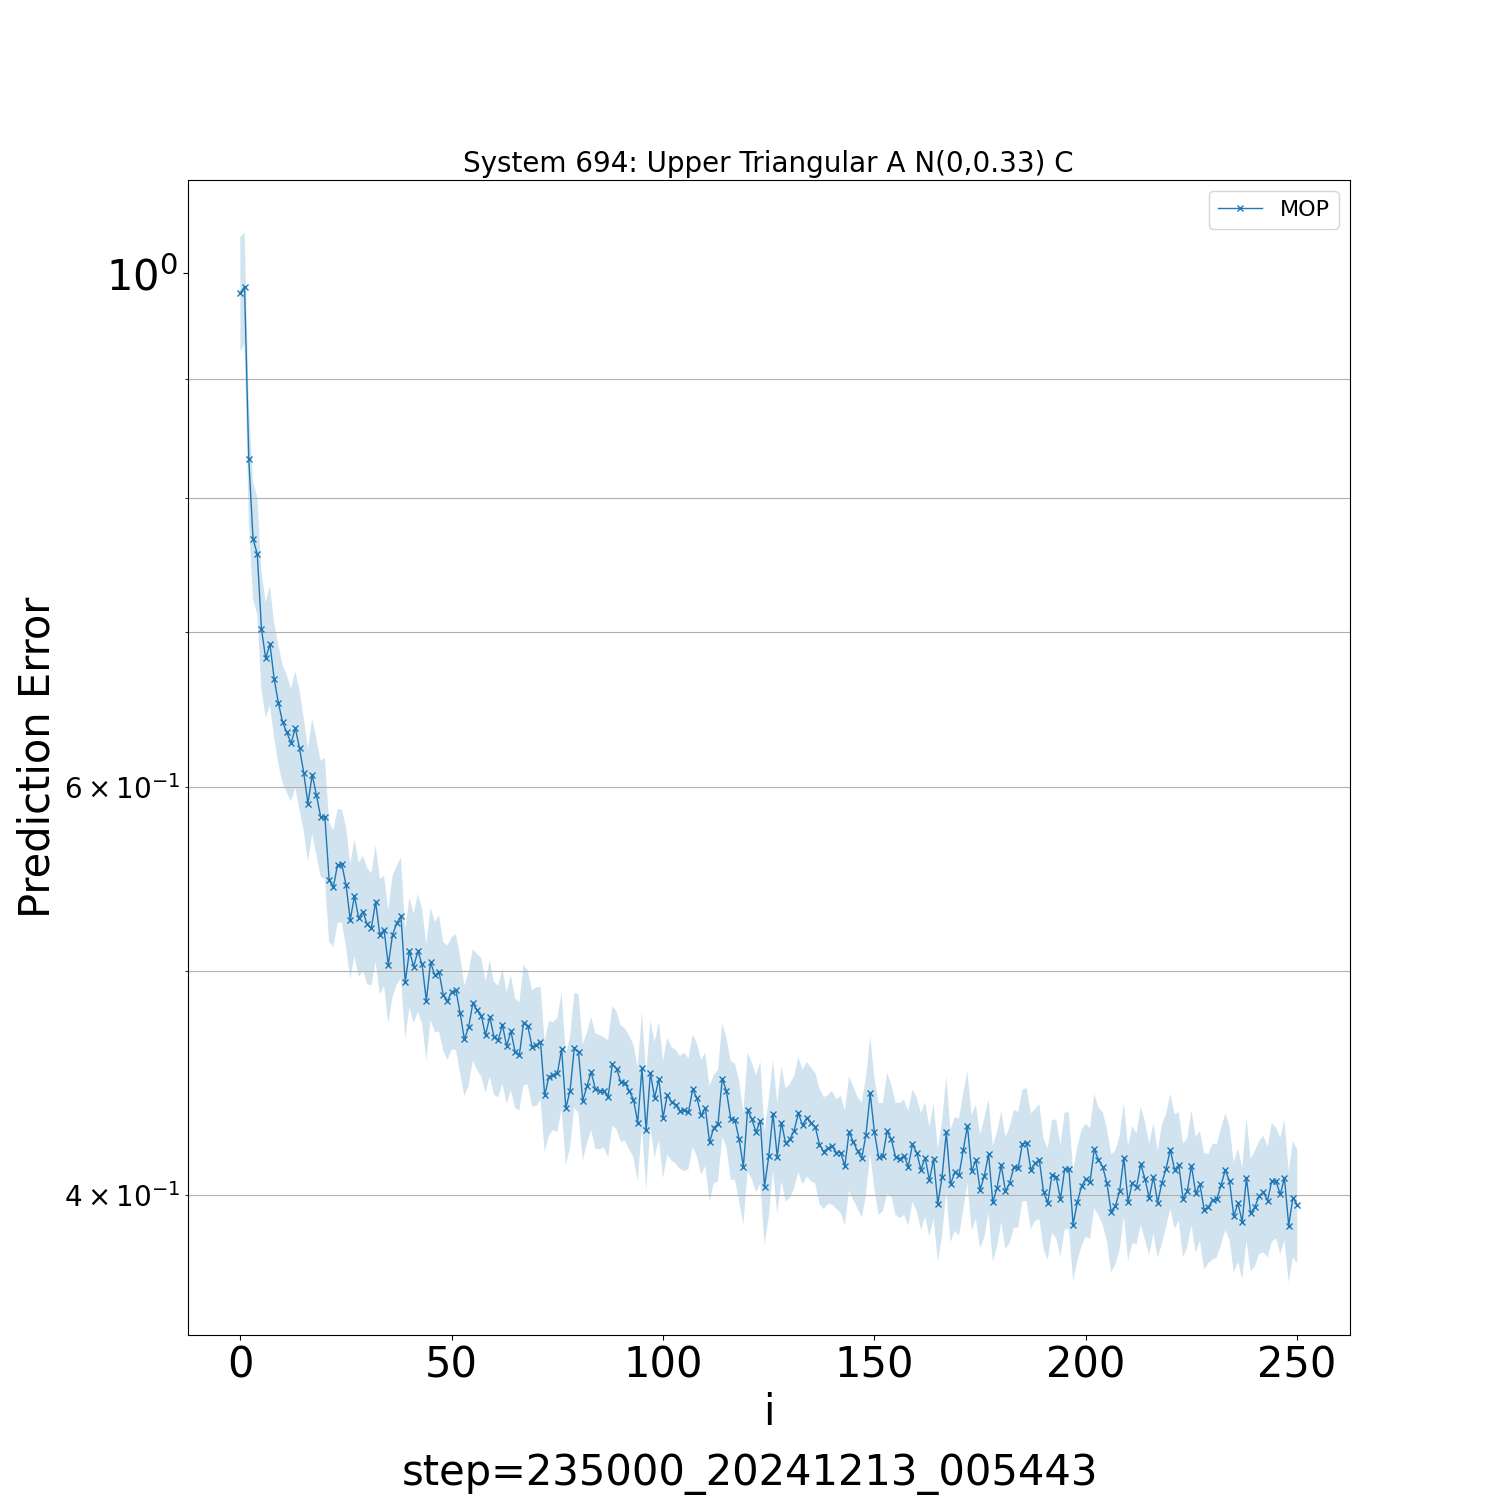 System 694: Upper Triangular A N(0,0.33) C
MOP
10⁰
6 × 10⁻¹
4 × 10⁻¹
Prediction Error
0 50 100 150 200 250
i
step=235000_20241213_005443